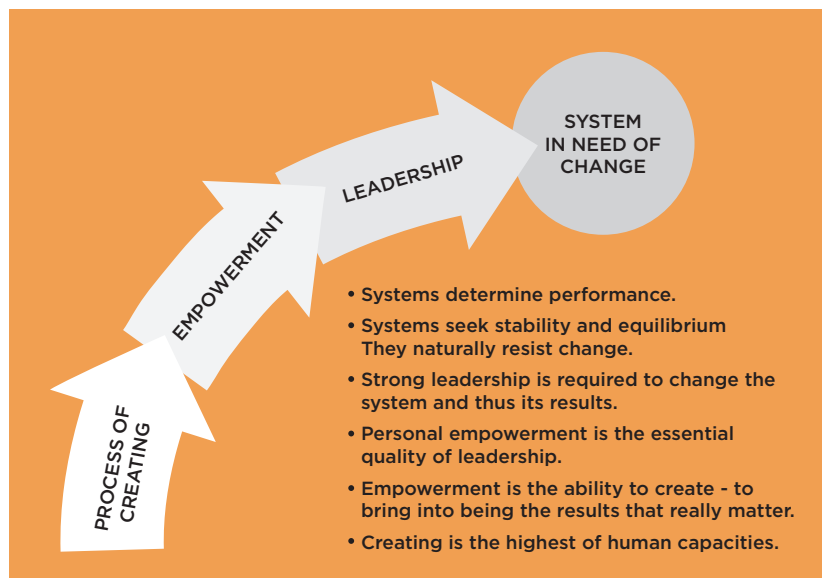 SYSTEM
IN NEED OF
CHANGE
LEADERSHIP
EMPOWERMENT
PROCESS OF
CREATING
• Systems determine performance.
• Systems seek stability and equilibrium
They naturally resist change.
• Strong leadership is required to change the
system and thus its results.
• Personal empowerment is the essential
quality of leadership.
• Empowerment is the ability to create - to
bring into being the results that really matter.
• Creating is the highest of human capacities.